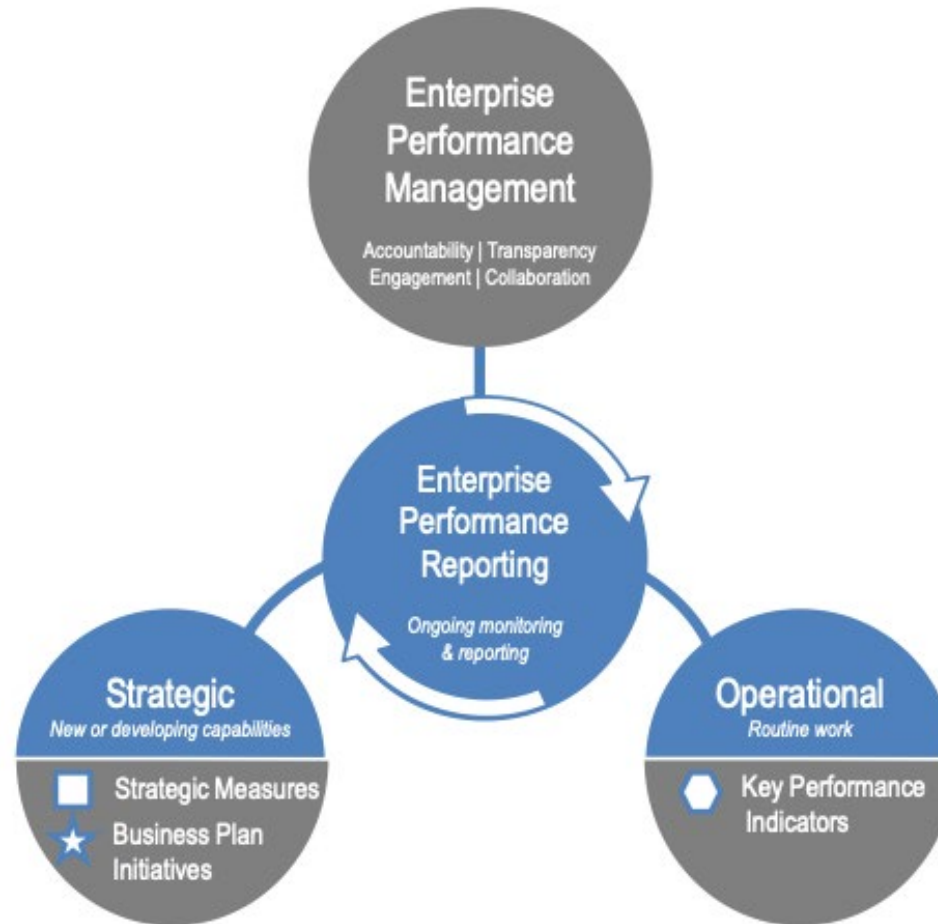 Enterprise
Performance
Management
Accountability | Transparency
Engagement | Collaboration
Enterprise
Performance
Reporting
Ongoing monitoring
& reporting
Strategic
New or developing capabilities
Strategic Measures
Business Plan
Initiatives
Operational
Routine work
Key Performance
Indicators